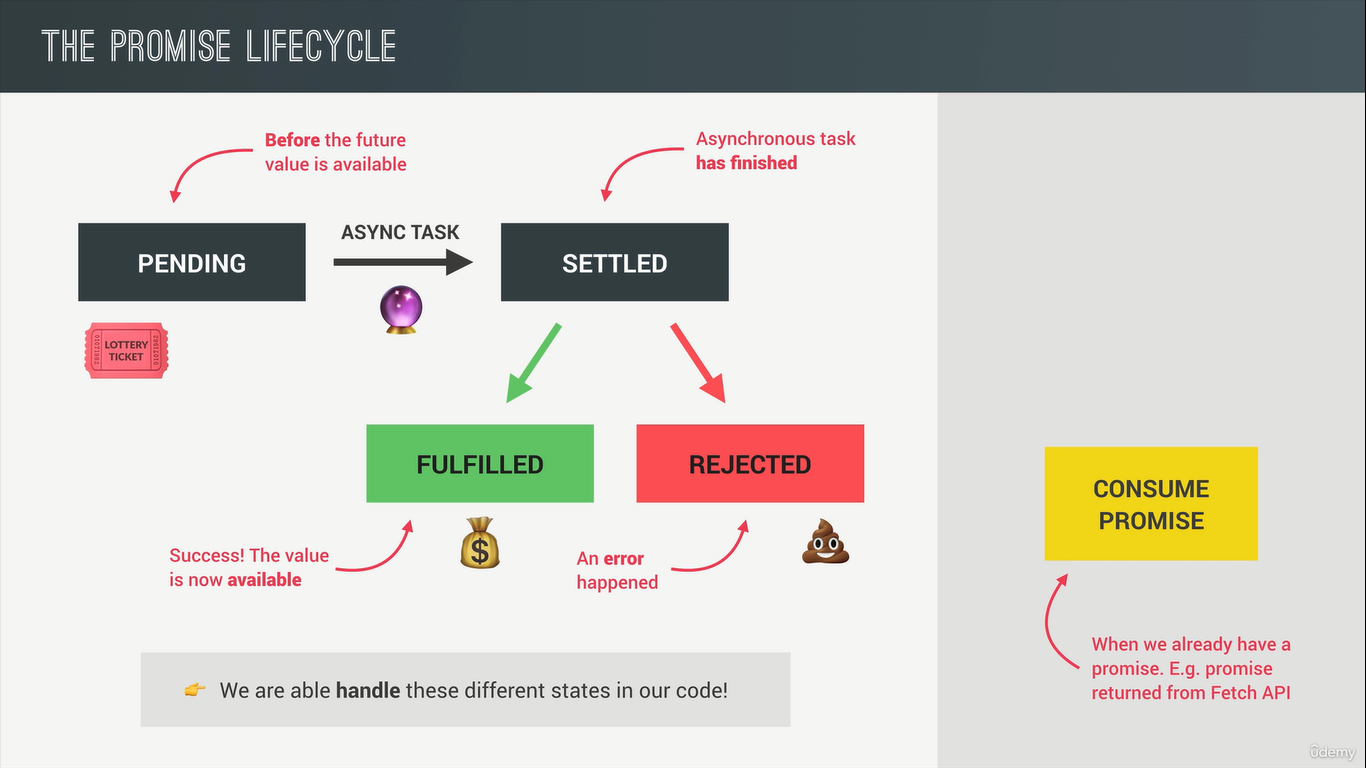 THE PROMISE LIFECYCLE
Before the future
value is available
Asynchronous task
has finished
PENDING
ASYNC TASK
SETTLED
LOTTERY
TICKET
FULFILLED
REJECTED
CONSUME
PROMISE
$
Success! The value
is now available
An error
happened
When we already have a
promise. E.g. promise
returned from Fetch API
We are able handle these different states in our code!
ûdemy